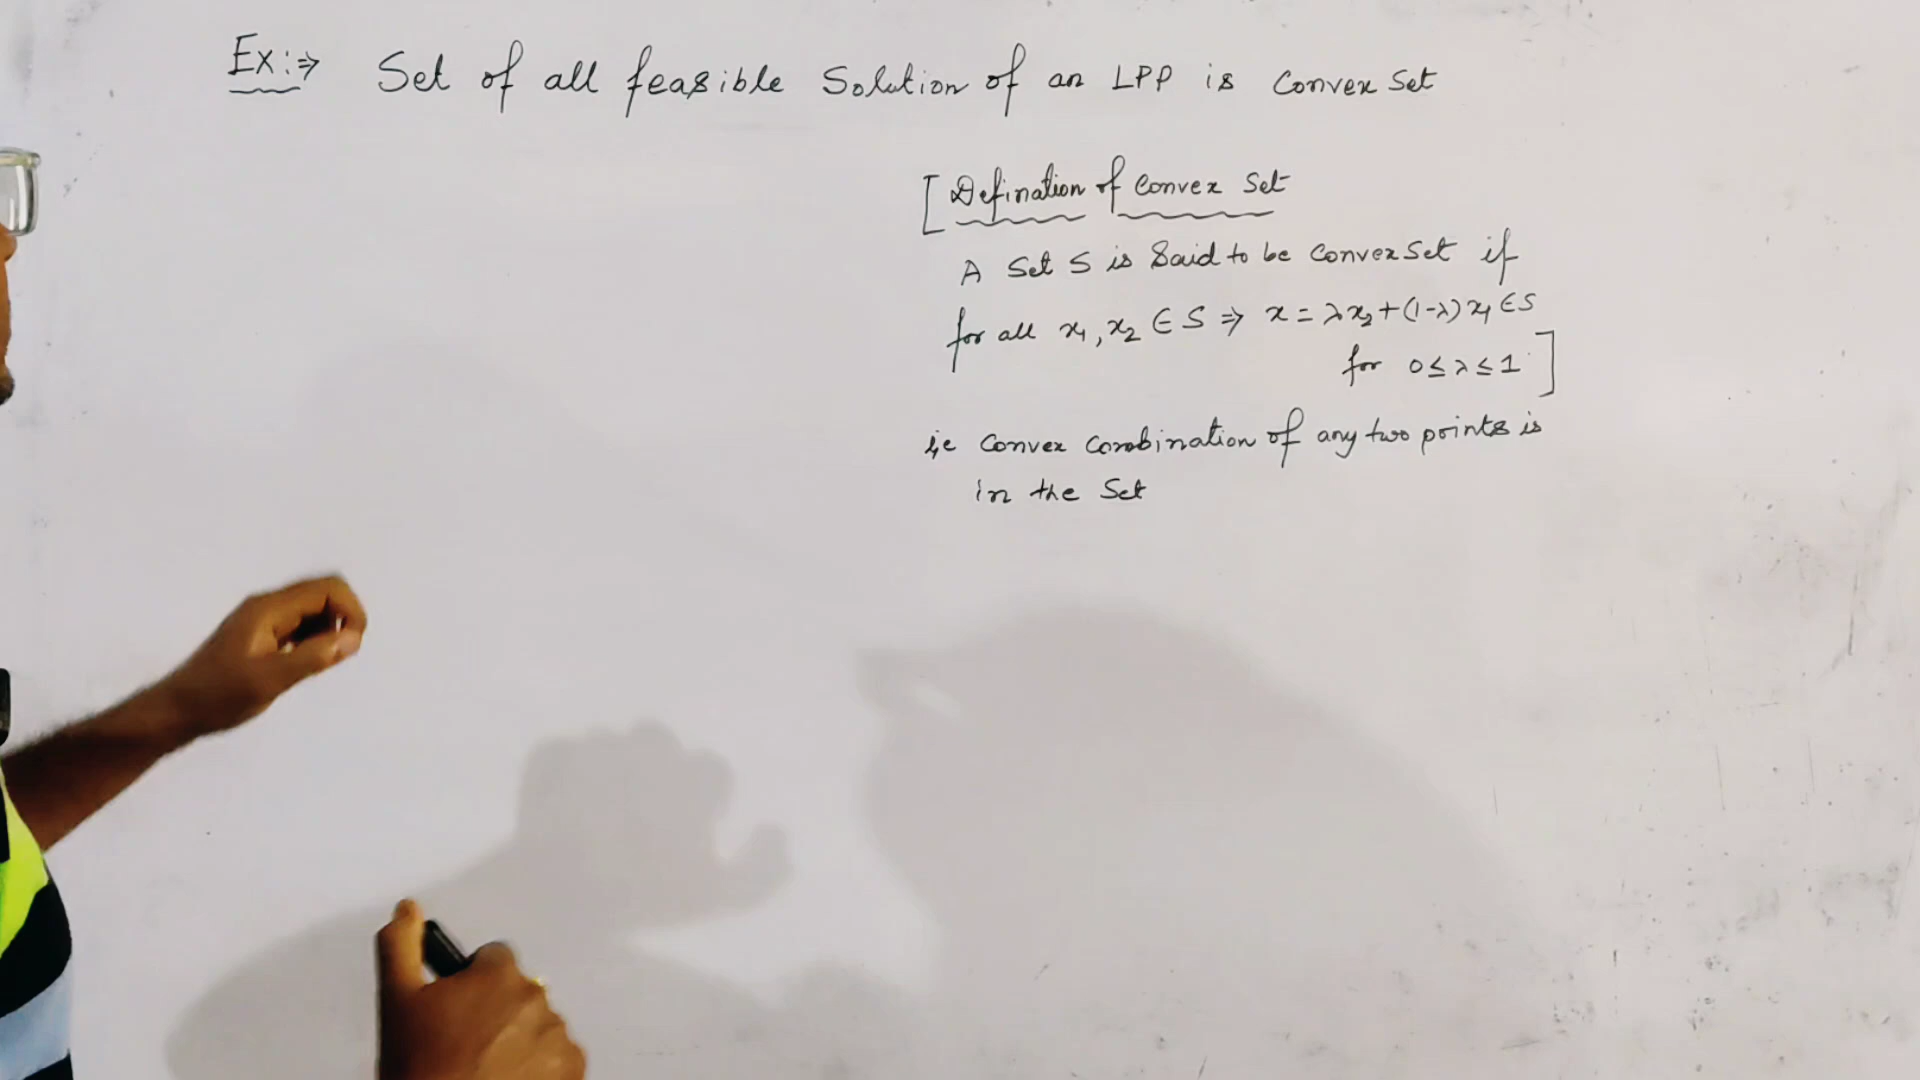 Ex:⇒ Set of all feasible Solution of an LPP is Convex Set
[Defination of Convex Set
A Set S is Said to be Convex Set if
for all x₁, x₂ ∈ S ⇒ x = λx₂ + (1-λ)x₁ ∈ S
for 0 ≤ λ ≤ 1]
i,e Convex Combination of any two points is
in the Set